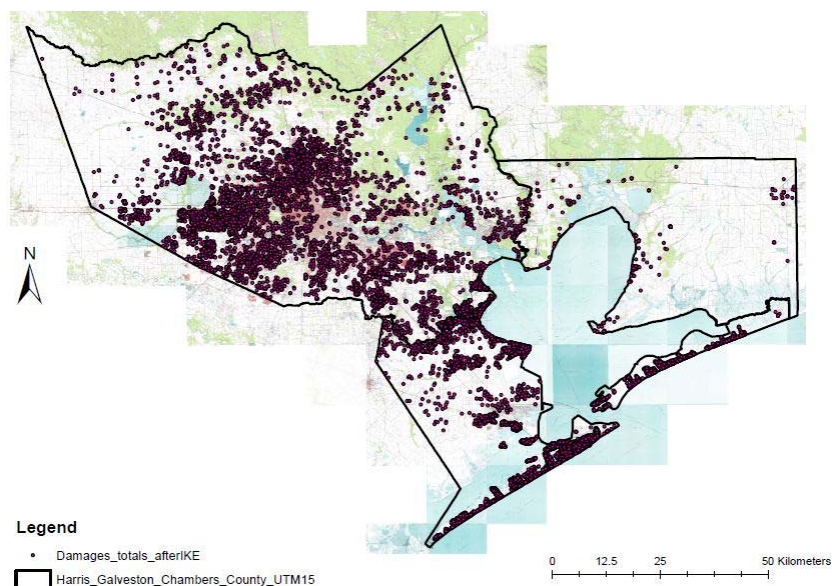 N
Legend
Damages_totals_afterIKE
Harris_Galveston_Chambers_County_UTM15
0 12.5 25 50 Kilometers